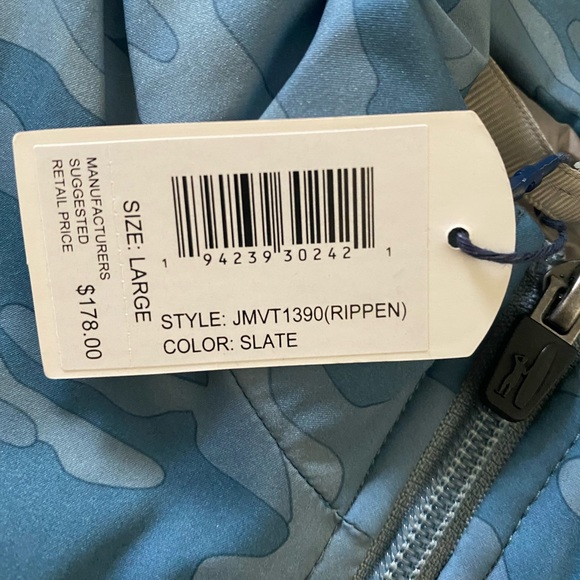 1 94239 30242 1
STYLE: JMVT1390(RIPPEN)
COLOR: SLATE
SIZE: LARGE
MANUFACTURERS
SUGGESTED
RETAIL PRICE
$178.00